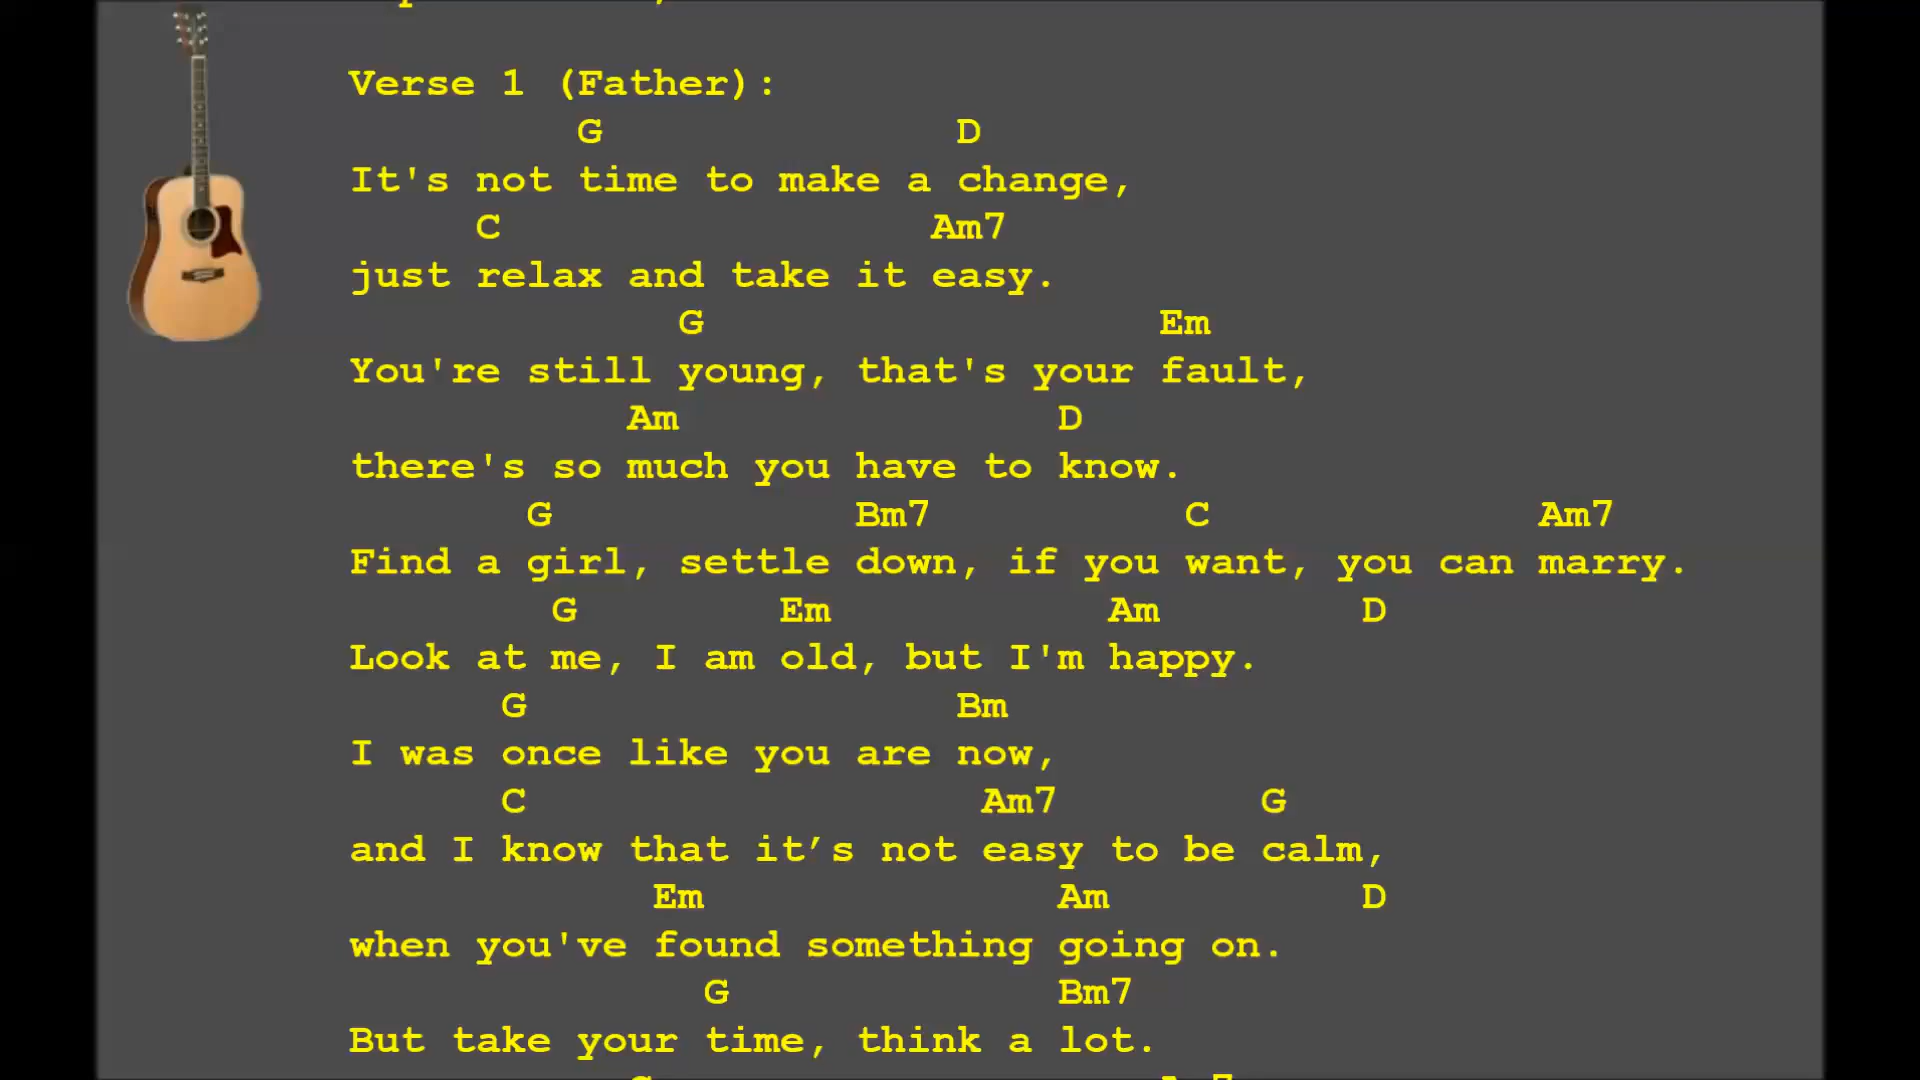 Verse 1 (Father):
G D
It's not time to make a change,
C Am7
just relax and take it easy.
G Em
You're still young, that's your fault,
Am D
there's so much you have to know.
G Bm7 C Am7
Find a girl, settle down, if you want, you can marry.
G Em Am D
Look at me, I am old, but I'm happy.
G Bm
I was once like you are now,
C Am7 G
and I know that it’s not easy to be calm,
Em Am D
when you've found something going on.
G Bm7
But take your time, think a lot.